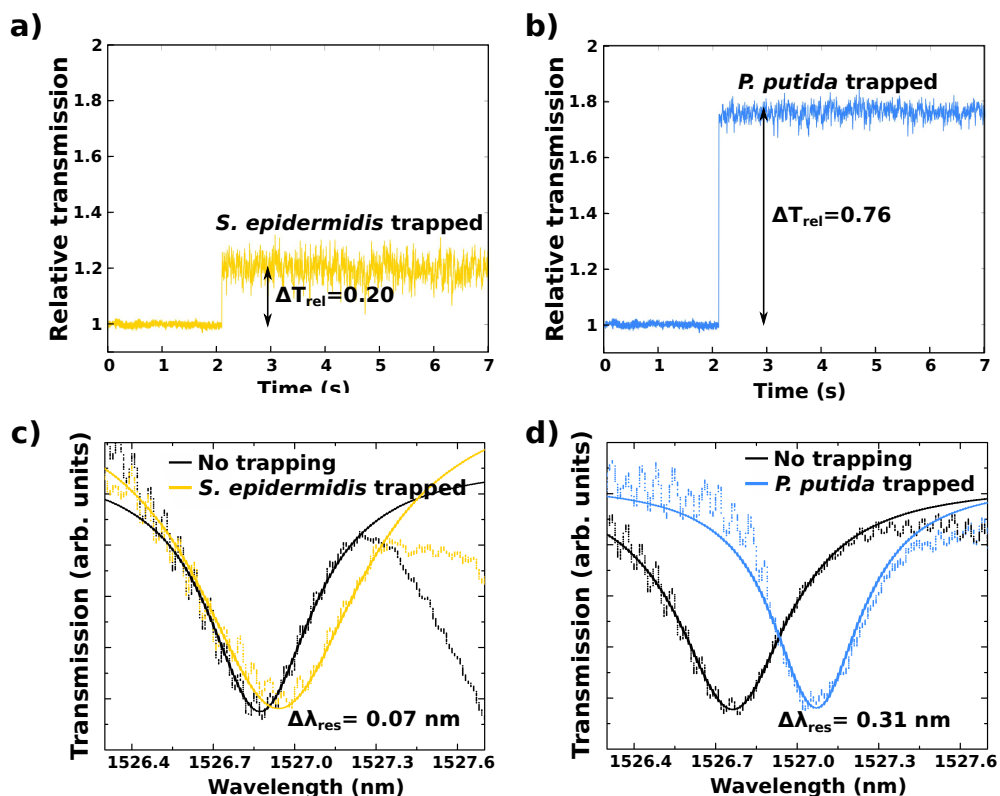 a)
Relative transmission
2
1.8
1.6
1.4
1.2
1
S. epidermidis trapped
ΔTrel=0.20
0 1 2 3 4 5 6 7
Time (s)
b)
Relative transmission
2
1.8
1.6
1.4
1.2
1
P. putida trapped
ΔTrel=0.76
0 1 2 3 4 5 6 7
Time (s)
c)
Transmission (arb. units)
No trapping
S. epidermidis trapped
Δλres= 0.07 nm
1526.4 1526.7 1527.0 1527.3 1527.6
Wavelength (nm)
d)
Transmission (arb. units)
No trapping
P. putida trapped
Δλres= 0.31 nm
1526.4 1526.7 1527.0 1527.3 1527.6
Wavelength (nm)